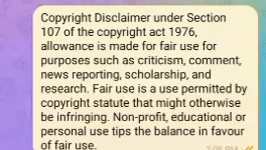 Copyright Disclaimer under Section
107 of the copyright act 1976,
allowance is made for fair use for
purposes such as criticism, comment,
news reporting, scholarship, and
research. Fair use is a use permitted by
copyright statute that might otherwise
be infringing. Non-profit, educational or
personal use tips the balance in favour
of fair use.